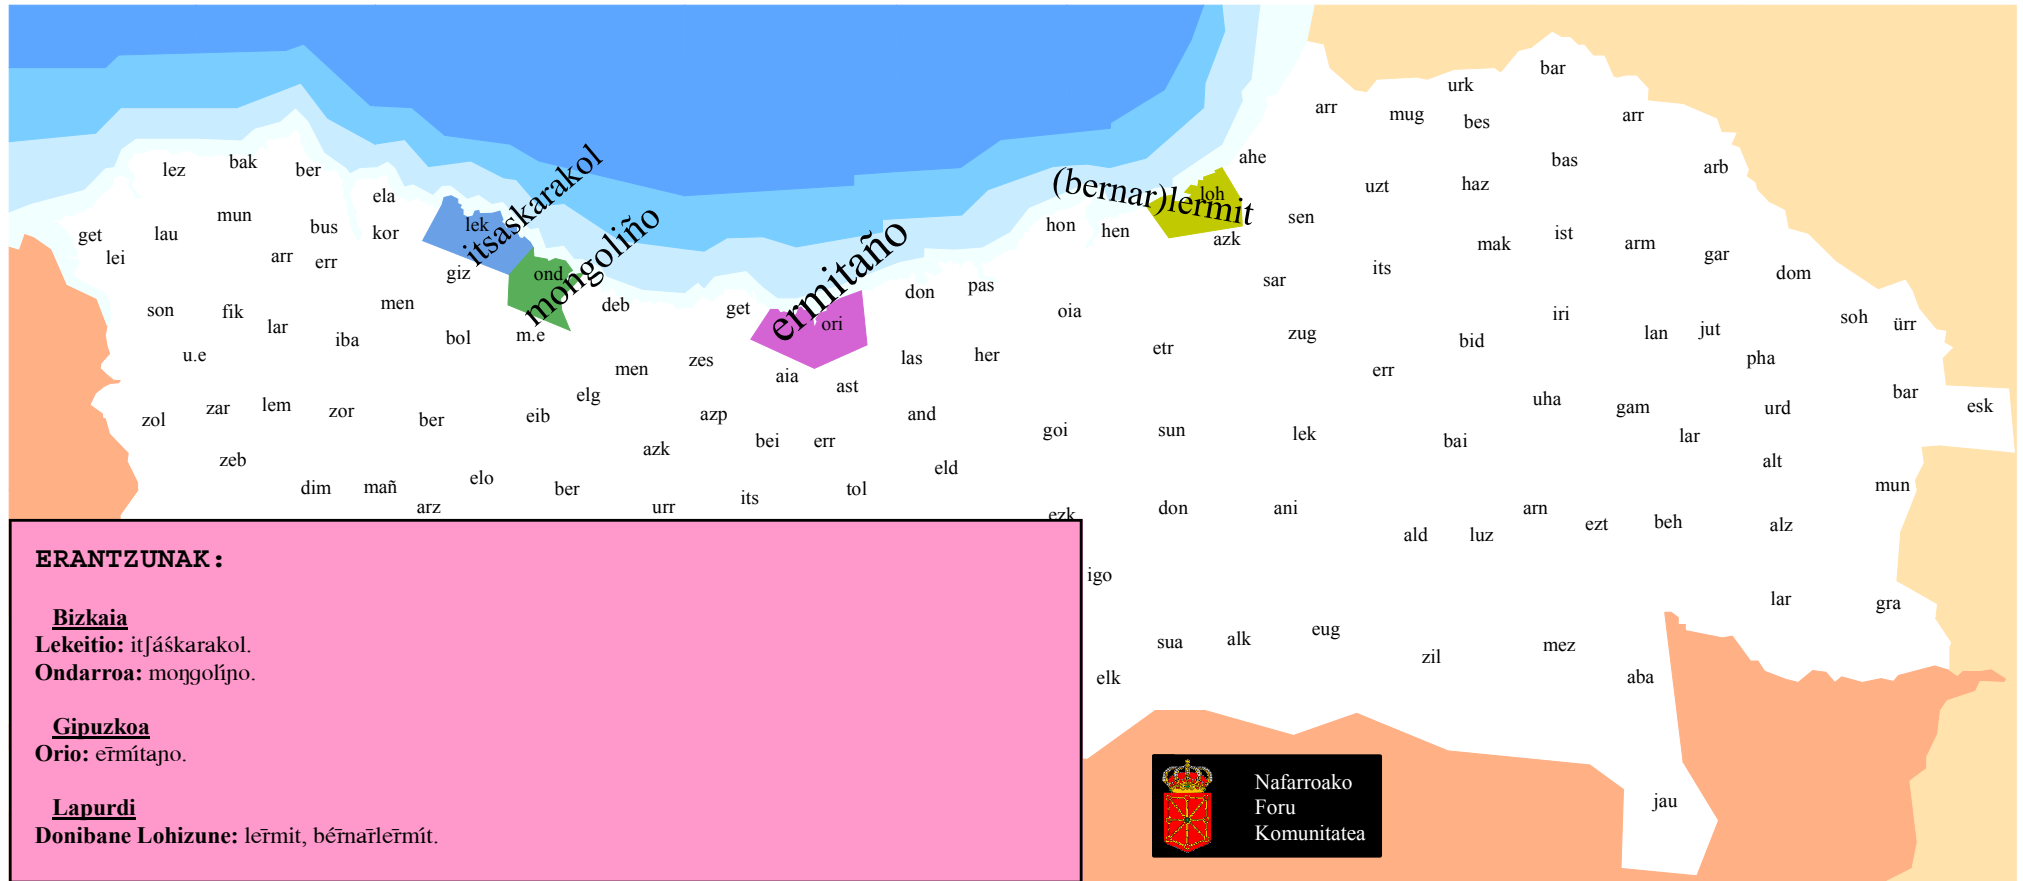 bar
urk
arr
mug
bes
arr
lez
bak
ber
ahe
bas
arb
ela
uzt
haz
loh
(bernar)lermit
itsaskarakol
mongoliño
ermitaño
get
lau
mun
bus
kor
lek
hon
hen
azk
sen
mak
ist
arm
gar
lei
arr
err
giz
ond
its
dom
sar
son
fik
lar
men
deb
get
ori
don
pas
oia
iri
soh
ürr
u.e
iba
bol
m.e
zes
las
her
etr
zug
bid
lan
jut
pha
men
aia
ast
err
zol
zar
lem
zor
ber
eib
elg
azp
and
uha
gam
urd
bar
esk
azk
bei
err
goi
sun
lek
bai
lar
zeb
dim
mañ
arz
elo
ber
urr
its
tol
eld
alt
mun
ezk
don
ani
ald
luz
arn
ezt
beh
alz
igo
lar
gra
sua
alk
eug
zil
mez
elk
aba
jau
ERANTZUNAK:
Bizkaia
Lekeitio: itʃáśkarakol.
Ondarroa: moŋgolíɲo.
Gipuzkoa
Orio: er̄mítaɲo.
Lapurdi
Donibane Lohizune: ler̄mit, bér̄nar̄ler̄mít.
Nafarroako
Foru
Komunitatea